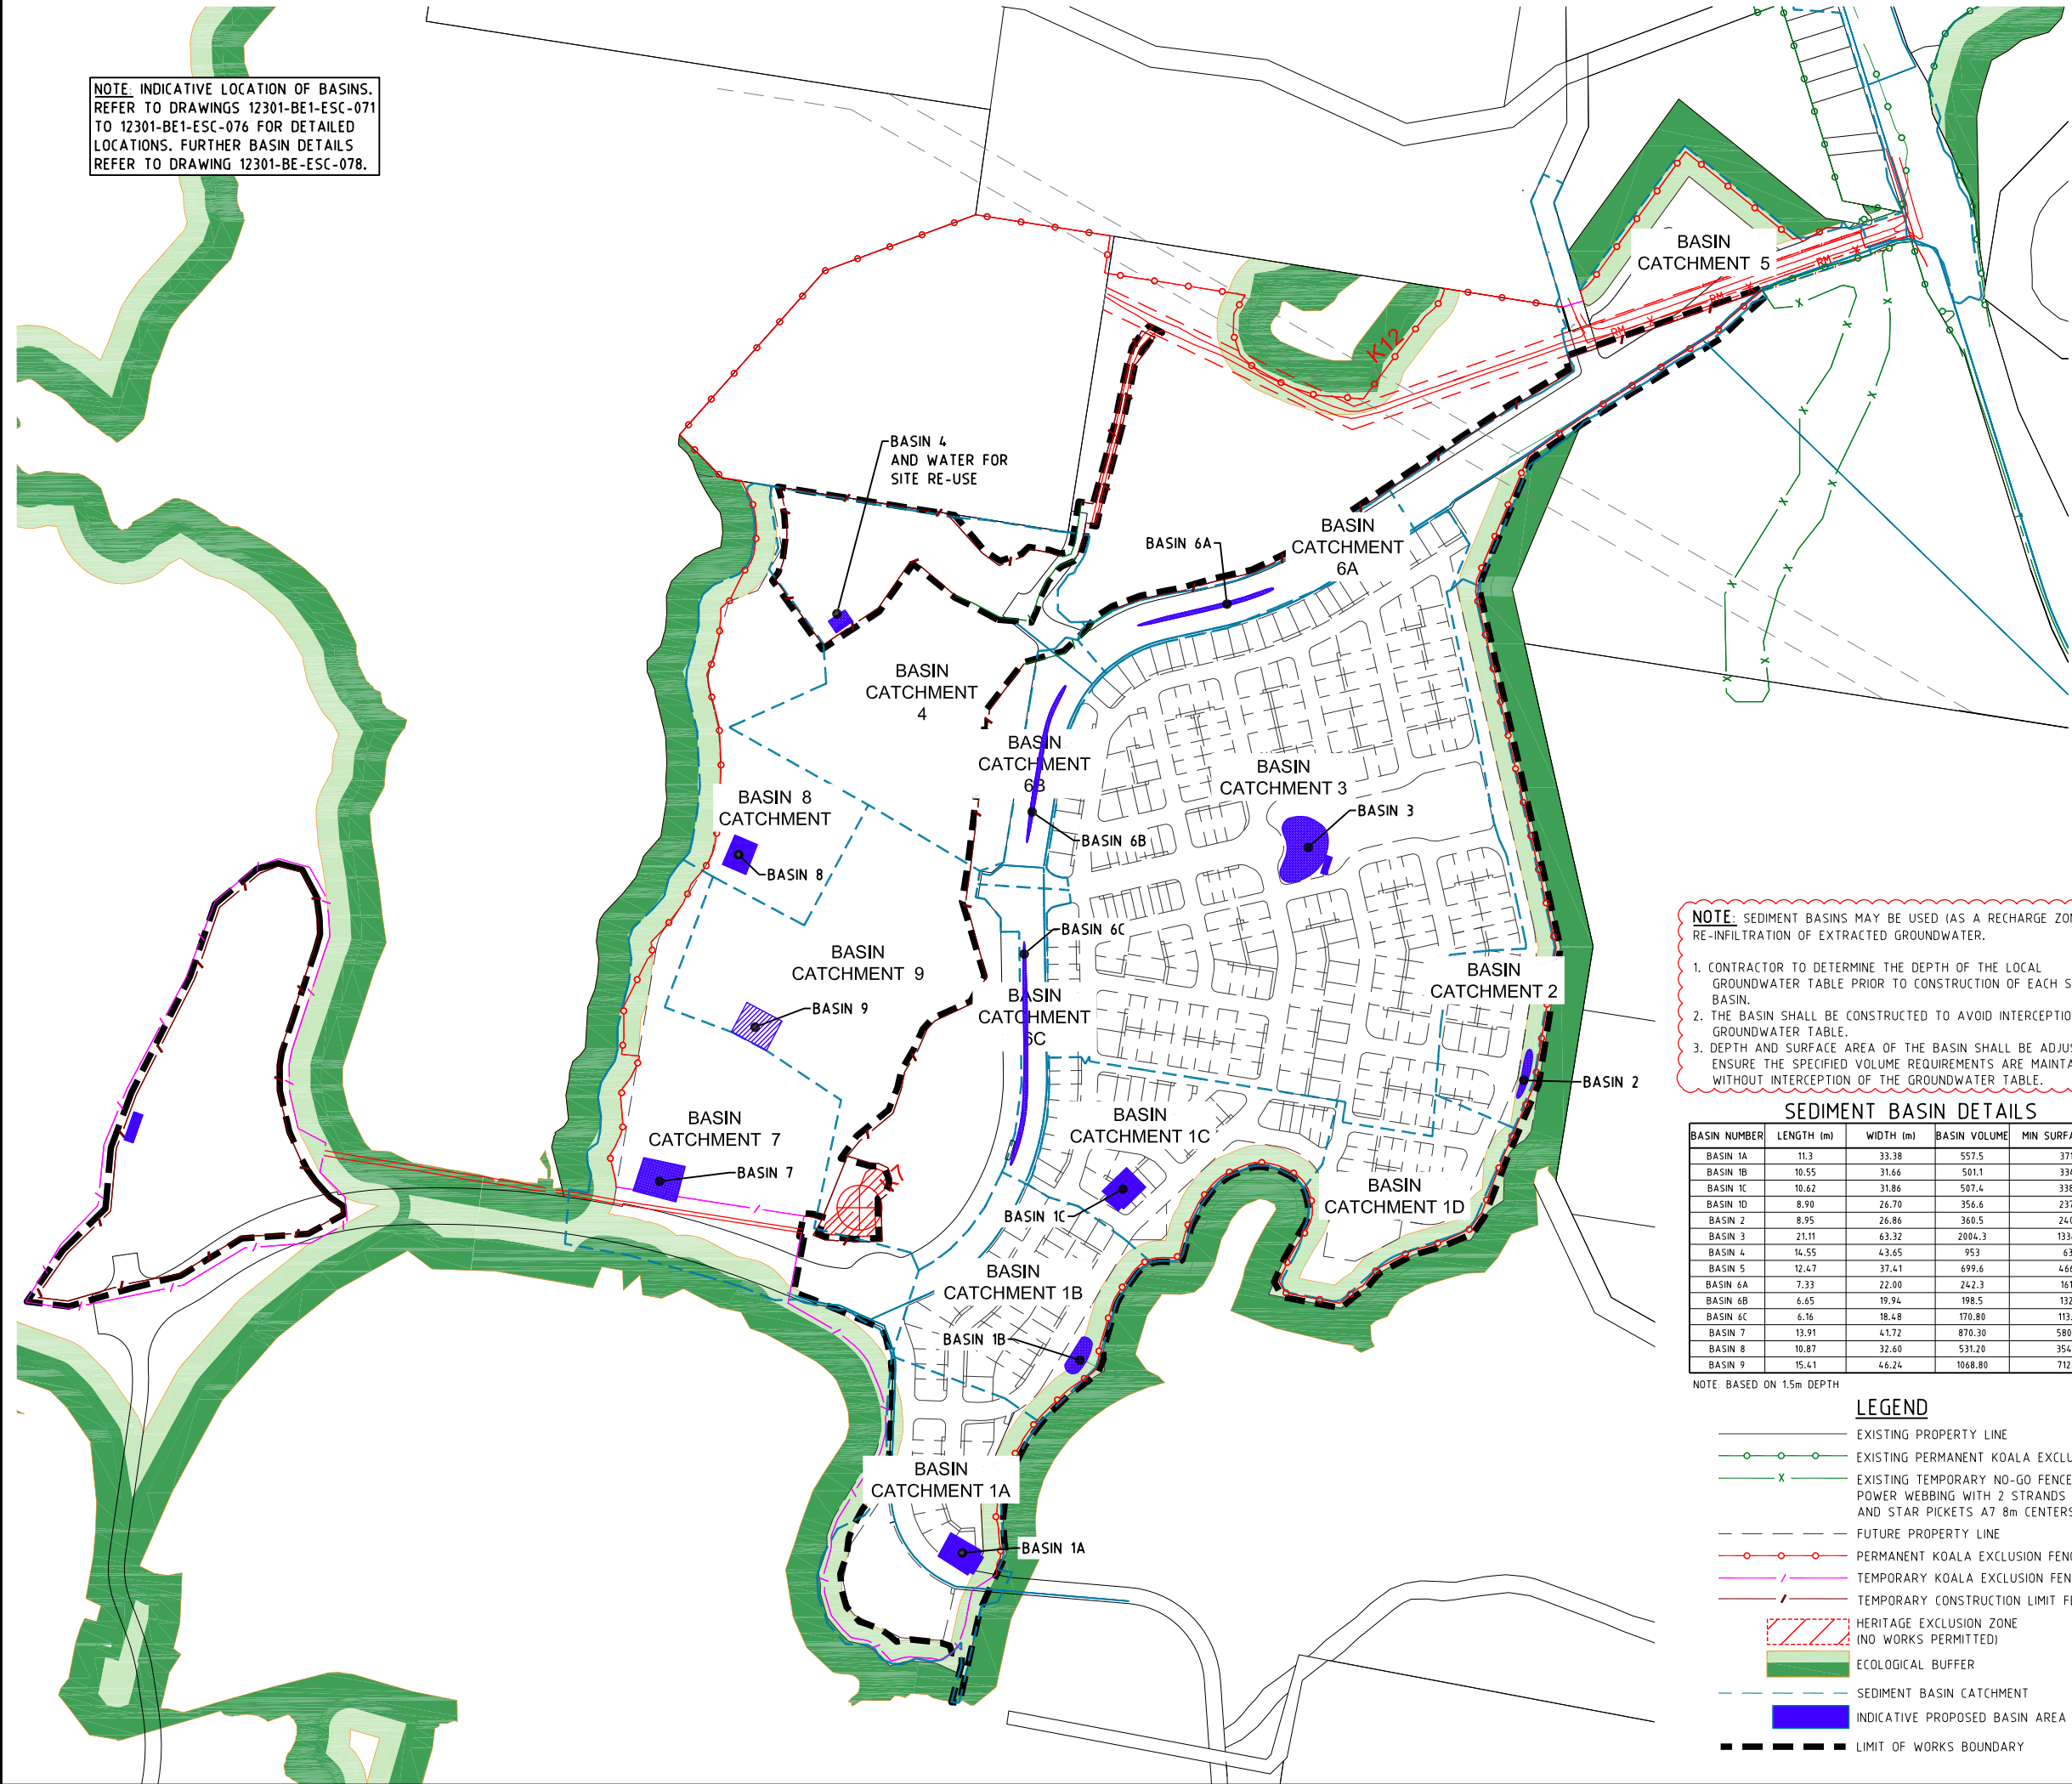 NOTE: INDICATIVE LOCATION OF BASINS.
REFER TO DRAWINGS 12301-BE1-ESC-071
TO 12301-BE1-ESC-076 FOR DETAILED
LOCATIONS. FURTHER BASIN DETAILS
REFER TO DRAWING 12301-BE-ESC-078.
BASIN
CATCHMENT 5
RM
RM
RM
K12
BASIN 4
AND WATER FOR
SITE RE-USE
BASIN 6A
BASIN
CATCHMENT
6A
BASIN
CATCHMENT
4
BASIN
CATCHMENT
6B
BASIN
CATCHMENT 3
BASIN 8
CATCHMENT
BASIN 3
BASIN 6B
BASIN 8
BASIN 6C
BASIN
CATCHMENT 9
BASIN
CATCHMENT 2
BASIN 9
BASIN
CATCHMENT
6C
BASIN 2
BASIN
CATCHMENT 7
BASIN
CATCHMENT 1C
BASIN 7
BASIN
CATCHMENT 1D
BASIN 1C
BASIN
CATCHMENT 1B
BASIN 1B
BASIN
CATCHMENT 1A
BASIN 1A
NOTE: SEDIMENT BASINS MAY BE USED (AS A RECHARGE
RE-INFILTRATION OF EXTRACTED GROUNDWATER.
1. CONTRACTOR TO DETERMINE THE DEPTH OF THE LOCAL
GROUNDWATER TABLE PRIOR TO CONSTRUCTION OF EACH
BASIN.
2. THE BASIN SHALL BE CONSTRUCTED TO AVOID
GROUNDWATER TABLE.
3. DEPTH AND SURFACE AREA OF THE BASIN SHALL BE
ENSURE THE SPECIFIED VOLUME REQUIREMENTS ARE
WITHOUT INTERCEPTION OF THE GROUNDWATER TABLE.
SEDIMENT BASIN DETAILS
BASIN NUMBER LENGTH (m) WIDTH (m) BASIN VOLUME MIN
BASIN 1A 11.3 33.38 557.5
BASIN 1B 10.55 31.66 501.1
BASIN 1C 10.62 31.86 507.4
BASIN 1D 8.90 26.70 356.6
BASIN 2 8.95 26.86 360.5
BASIN 3 21.11 63.32 2004.3
BASIN 4 14.55 43.65 953
BASIN 5 12.47 37.41 699.6
BASIN 6A 7.33 22.00 242.3
BASIN 6B 6.65 19.94 198.5
BASIN 6C 6.16 18.48 170.80
BASIN 7 13.91 41.72 870.30
BASIN 8 10.87 32.60 531.20
BASIN 9 15.41 46.24 1068.80
NOTE: BASED ON 1.5m DEPTH
LEGEND
EXISTING PROPERTY LINE
EXISTING PERMANENT KOALA
EXISTING TEMPORARY NO-GO FENCE
POWER WEBBING WITH 2 STRANDS
AND STAR PICKETS A7 8m CENTERS
FUTURE PROPERTY LINE
PERMANENT KOALA EXCLUSION
TEMPORARY KOALA EXCLUSION
TEMPORARY CONSTRUCTION LIMIT
HERITAGE EXCLUSION ZONE
(NO WORKS PERMITTED)
ECOLOGICAL BUFFER
SEDIMENT BASIN CATCHMENT
INDICATIVE PROPOSED BASIN AREA
LIMIT OF WORKS BOUNDARY